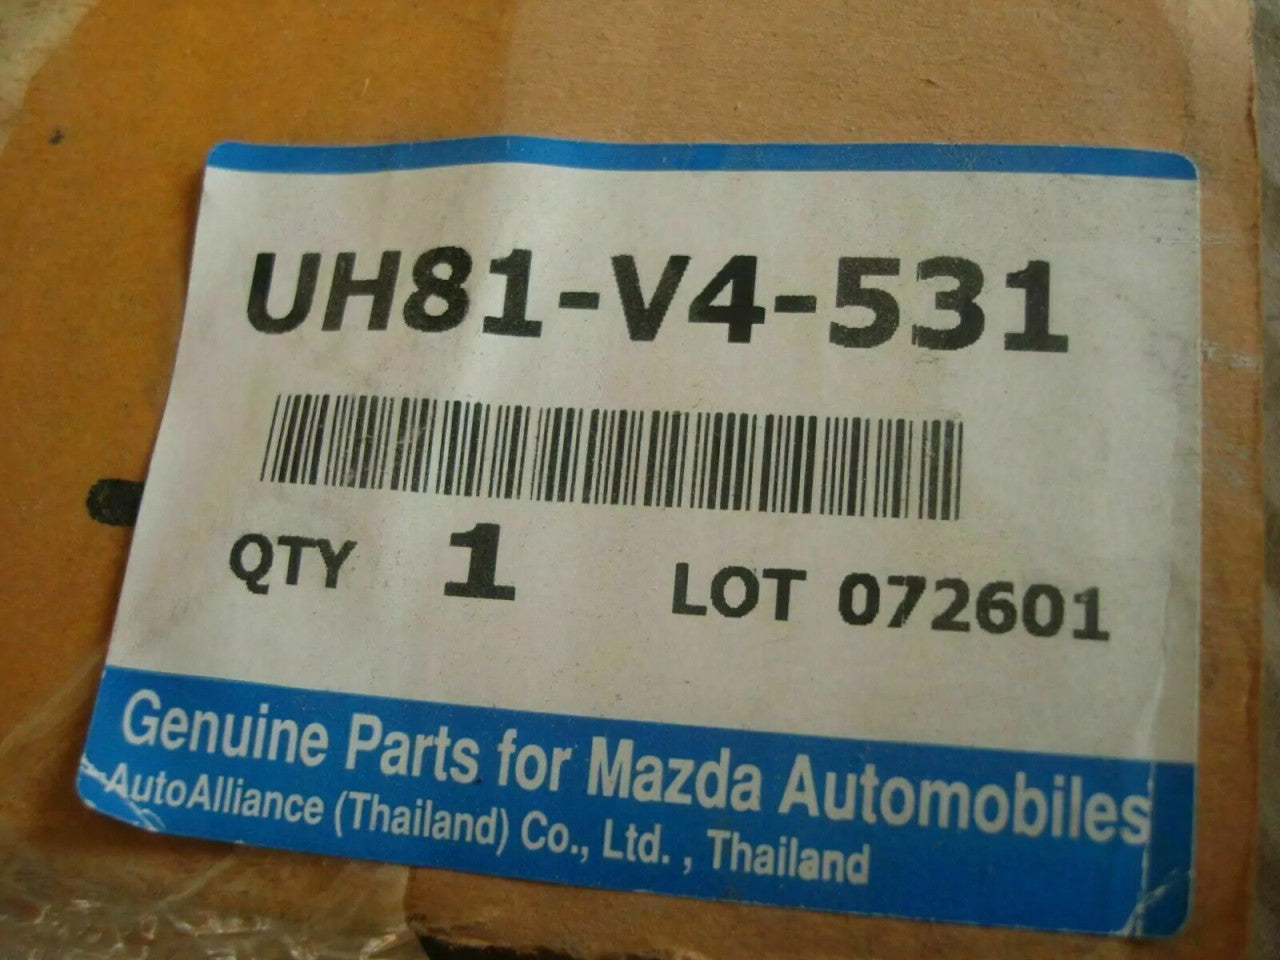 UH81-V4-531
QTY 1 LOT 072601
Genuine Parts for Mazda Automobiles
AutoAlliance (Thailand) Co., Ltd. , Thailand